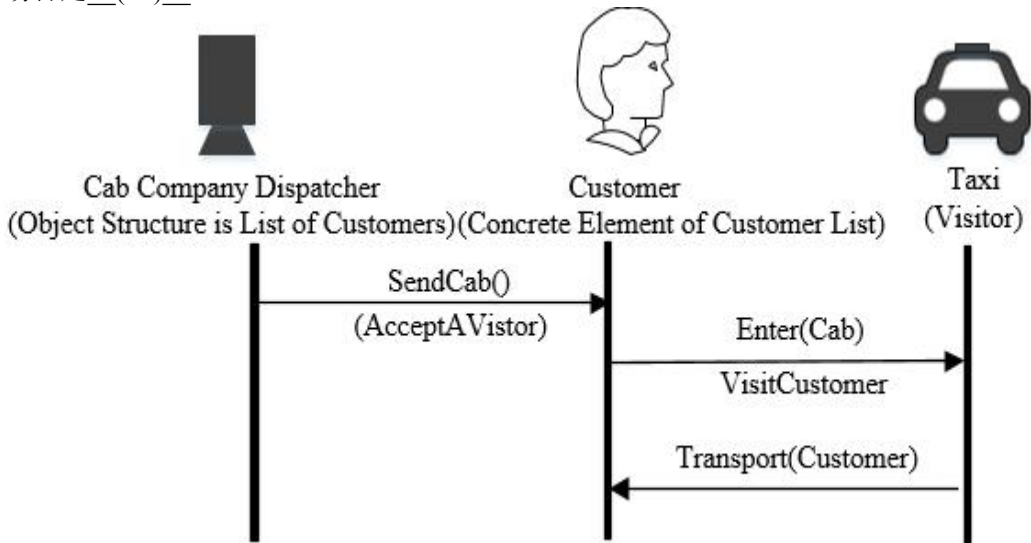 Cab Company Dispatcher
(Object Structure is List of Customers)
Customer
(Concrete Element of Customer List)
Taxi
(Visitor)
SendCab()
(AcceptAVistor)
Enter(Cab)
VisitCustomer
Transport(Customer)